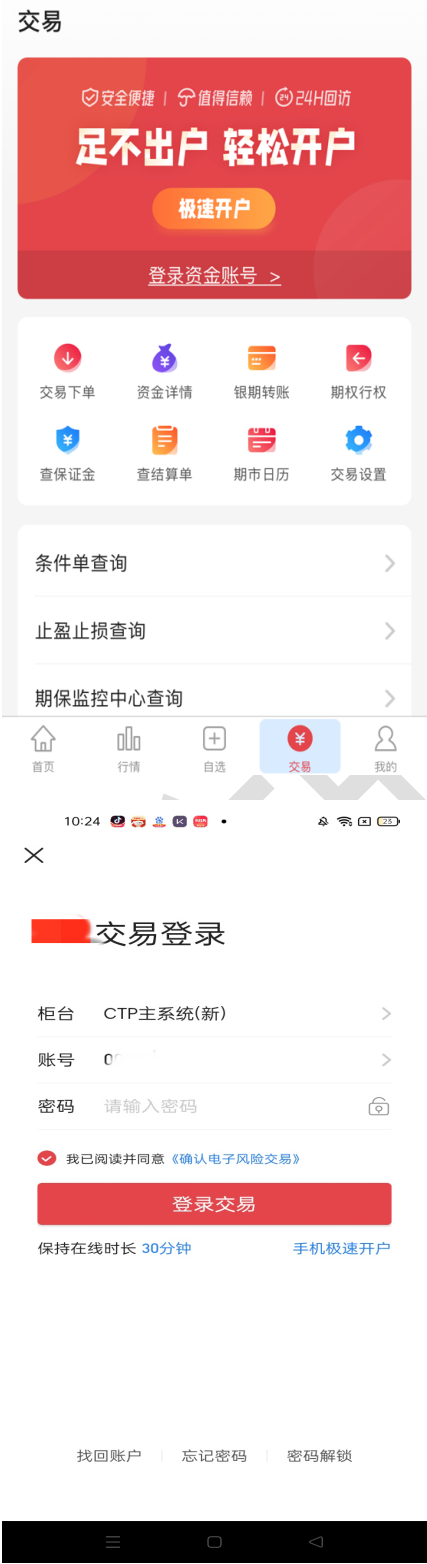 交易
安全便捷 | 值得信赖 | 24H回访
足不出户 轻松开户
极速开户
登录资金账号 >
交易下单 资金详情 银期转账 期权行权
查保证金 查结算单 期市日历 交易设置
条件单查询
止盈止损查询
期保监控中心查询
首页 行情 自选 交易 我的
10:24 23
交易登录
柜台 CTP主系统(新)
账号 0
密码 请输入密码
我已阅读并同意《确认电子风险交易》
登录交易
保持在线时长 30分钟 手机极速开户
找回账户 忘记密码 密码解锁